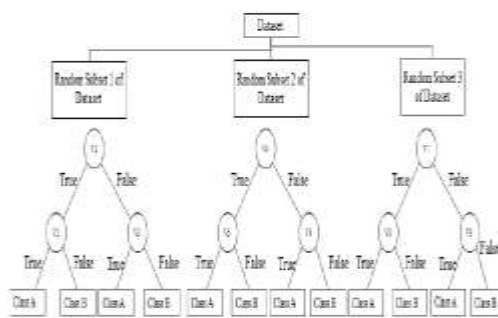 Dataset
Random Subset 1 of
Dataset
Random Subset 2 of
Dataset
Random Subset 3
of Dataset
True False
True False
True False
True False True False
True False True False
True False True False
Class A Class B Class A Class B Class A Class B Class A Class B Class A Class B Class A Class B